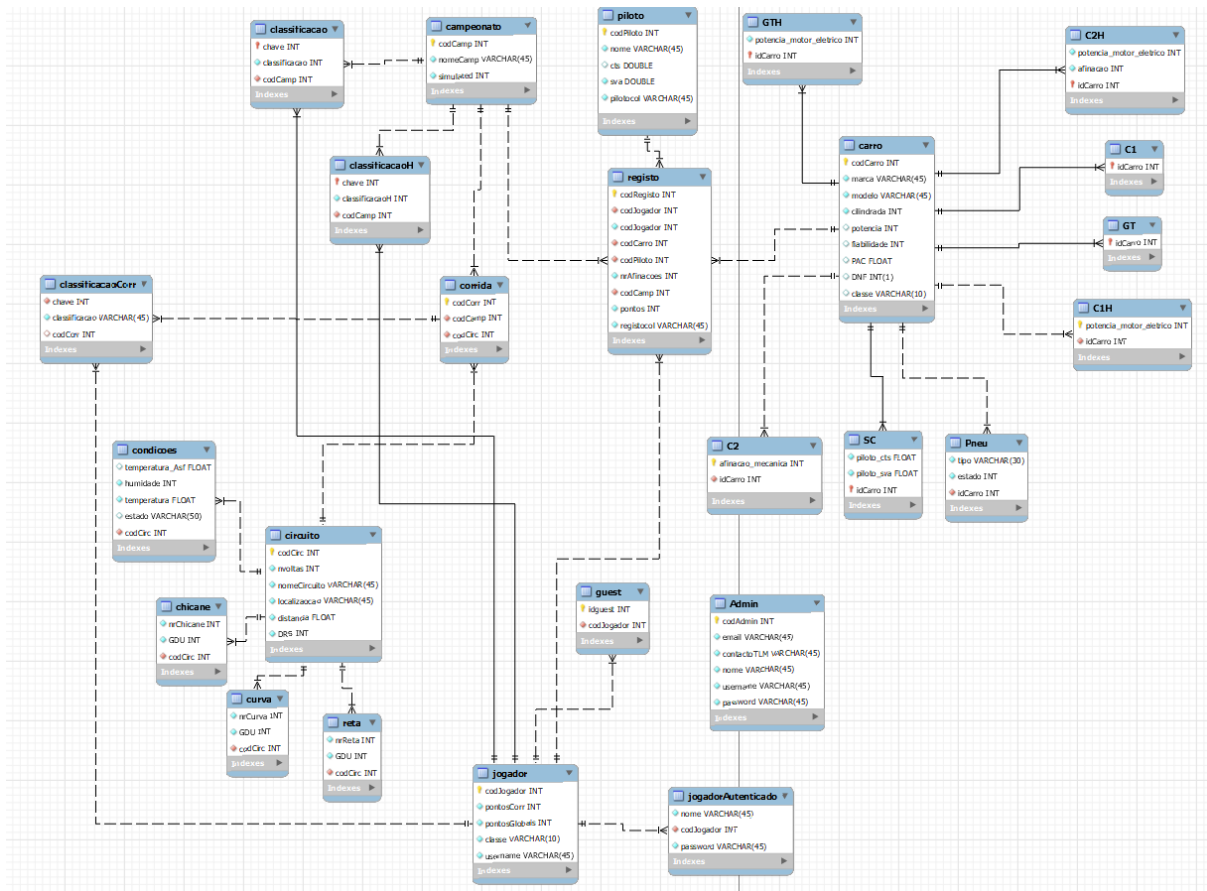 classificacao
chave INT
classificacao INT
codCamp INT
Indexes
campeonato
codCamp INT
nomeCamp VARCHAR(45)
simulseed INT
Indexes
piloto
codPiloto INT
nome VARCHAR(45)
cts DOUBLE
sva DOUBLE
pilotocol VARCHAR(45)
Indexes
GTH
potencia_motor_eletrico INT
idCarro INT
Indexes
C2H
potencia_motor_eletrico INT
afinacao INT
idCarro INT
Indexes
classificacaoH
chave INT
classificacaoH INT
codCamp INT
Indexes
registo
codRegisto INT
codJogador INT
codJogador INT
codCarro INT
codPiloto INT
nrAfinacoes INT
codCamp INT
pontos INT
registocol VARCHAR(45)
Indexes
carro
codCarro INT
marca VARCHAR(45)
modelo VARCHAR(45)
cilindrada INT
potencia INT
fiabilidade INT
PAC FLOAT
DNF INT(1)
classe VARCHAR(10)
Indexes
C1
idCarro INT
Indexes
GT
idCarro INT
Indexes
classificacaoCorr
chave INT
classificacao VARCHAR(45)
codCorr INT
Indexes
corrida
codCorr INT
codCamp INT
codCirc INT
Indexes
C1H
potencia_motor_eletrico INT
idCarro INT
Indexes
condicoes
temperatura_Asf FLOAT
humidade INT
temperatura FLOAT
estado VARCHAR(50)
codCirc INT
Indexes
C2
afinacao_mecanica INT
idCarro INT
Indexes
SC
piloto_cts FLOAT
piloto_sva FLOAT
idCarro INT
Indexes
Pneu
tipo VARCHAR(30)
estado INT
idCarro INT
Indexes
circuito
codCirc INT
nvoltas INT
nomeCircuito VARCHAR(45)
localizacao VARCHAR(45)
distancia FLOAT
DRS INT
Indexes
chicane
nrChicane INT
GDU INT
codCirc INT
Indexes
guest
idguest INT
codJogador INT
Indexes
Admin
codAdmin INT
email VARCHAR(45)
contactoTLM VARCHAR(45)
nome VARCHAR(45)
username VARCHAR(45)
password VARCHAR(45)
Indexes
curva
nrCurva INT
GDU INT
codCirc INT
Indexes
reta
nrReta INT
GDU INT
codCirc INT
Indexes
jogador
codJogador INT
pontosCorr INT
pontosGlobais INT
classe VARCHAR(10)
username VARCHAR(45)
Indexes
jogadorAutenticado
nome VARCHAR(45)
codJogador INT
password VARCHAR(45)
Indexes